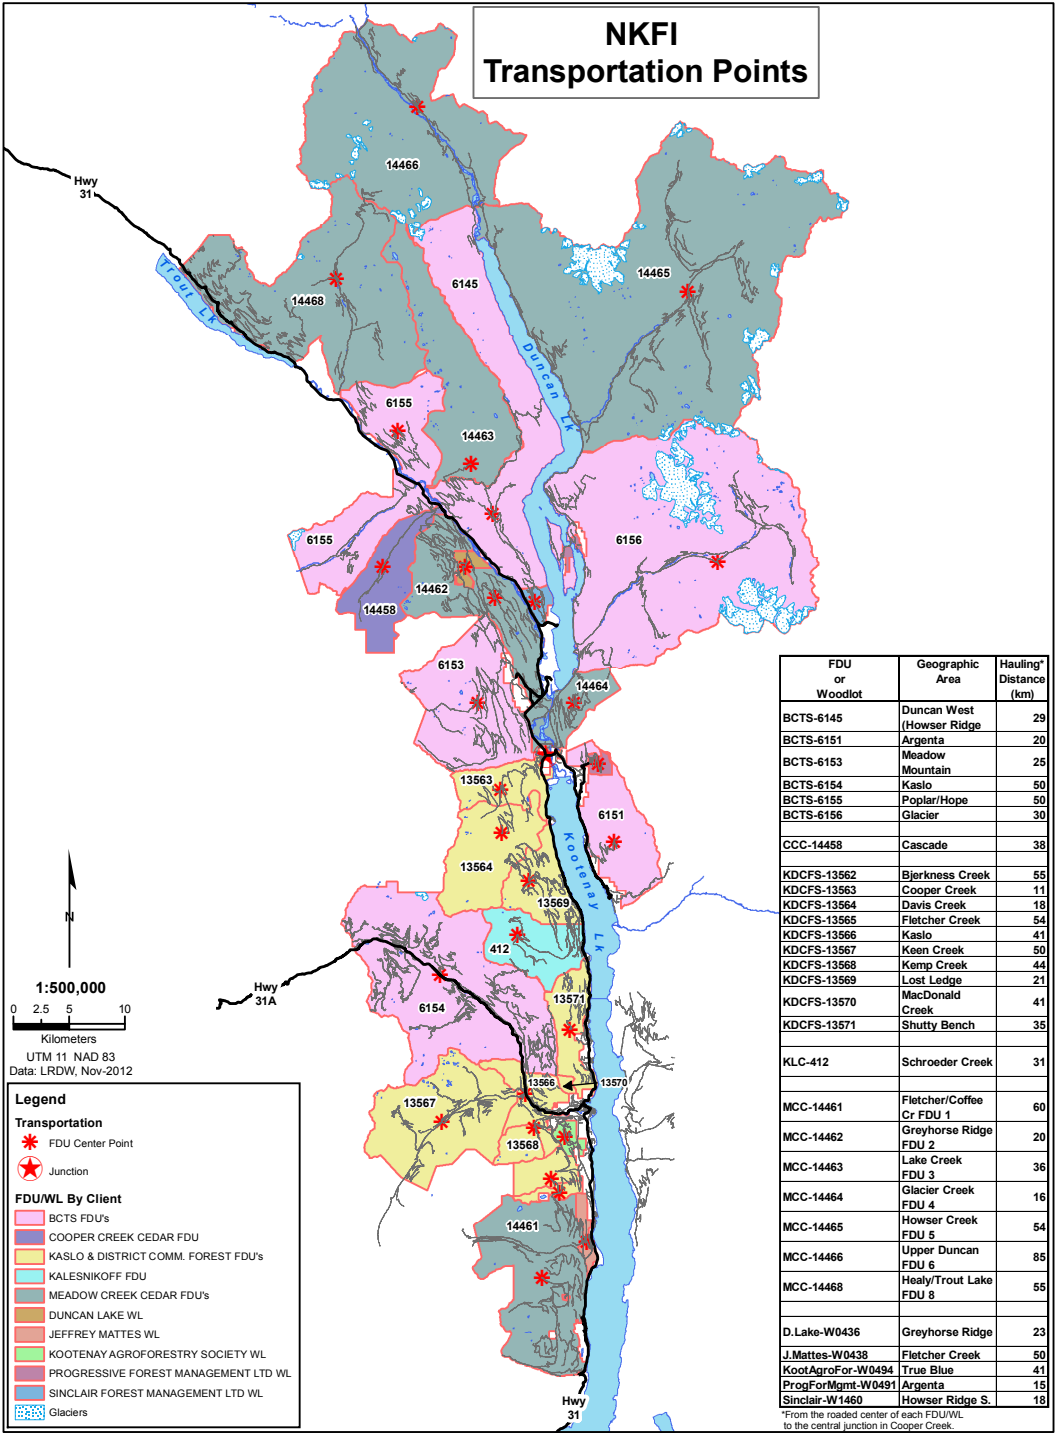 NKFI
Transportation Points
14466
Hwy
31
14465
6145
14468
Trout Lk
Duncan Lk
6155
14463
6155
6156
14462
14458
6153
14464
13563
6151
13564
Kootenay Lk
13569
412
Hwy
31A
13571
6154
13566
13570
13567
13568
14461
Hwy
31
N
1:500,000
0 2.5 5 10
Kilometers
UTM 11 NAD 83
Data: LRDW, Nov-2012
Legend
Transportation
FDU Center Point
Junction
FDU/WL By Client
BCTS FDU's
COOPER CREEK CEDAR FDU
KASLO & DISTRICT COMM. FOREST FDU's
KALESNIKOFF FDU
MEADOW CREEK CEDAR FDU's
DUNCAN LAKE WL
JEFFREY MATTES WL
KOOTENAY AGROFORESTRY SOCIETY WL
PROGRESSIVE FOREST MANAGEMENT LTD WL
SINCLAIR FOREST MANAGEMENT LTD WL
Glaciers
FDU or Woodlot Geographic Area Hauling* Distance (km)
BCTS-6145 Duncan West (Howser Ridge 29
BCTS-6151 Argenta 20
BCTS-6153 Meadow Mountain 25
BCTS-6154 Kaslo 50
BCTS-6155 Poplar/Hope 50
BCTS-6156 Glacier 30
CCC-14458 Cascade 38
KDCFS-13562 Bjerkness Creek 55
KDCFS-13563 Cooper Creek 11
KDCFS-13564 Davis Creek 18
KDCFS-13565 Fletcher Creek 54
KDCFS-13566 Kaslo 41
KDCFS-13567 Keen Creek 50
KDCFS-13568 Kemp Creek 44
KDCFS-13569 Lost Ledge 21
KDCFS-13570 MacDonald Creek 41
KDCFS-13571 Shutty Bench 35
KLC-412 Schroeder Creek 31
MCC-14461 Fletcher/Coffee Cr FDU 1 60
MCC-14462 Greyhorse Ridge FDU 2 20
MCC-14463 Lake Creek FDU 3 36
MCC-14464 Glacier Creek FDU 4 16
MCC-14465 Howser Creek FDU 5 54
MCC-14466 Upper Duncan FDU 6 85
MCC-14468 Healy/Trout Lake FDU 8 55
D.Lake-W0436 Greyhorse Ridge 23
J.Mattes-W0438 Fletcher Creek 50
KootAgroFor-W0494 True Blue 41
ProgForMgmt-W0491 Argenta 15
Sinclair-W1460 Howser Ridge S. 18
*From the roaded center of each FDU/WL
to the central junction in Cooper Creek.